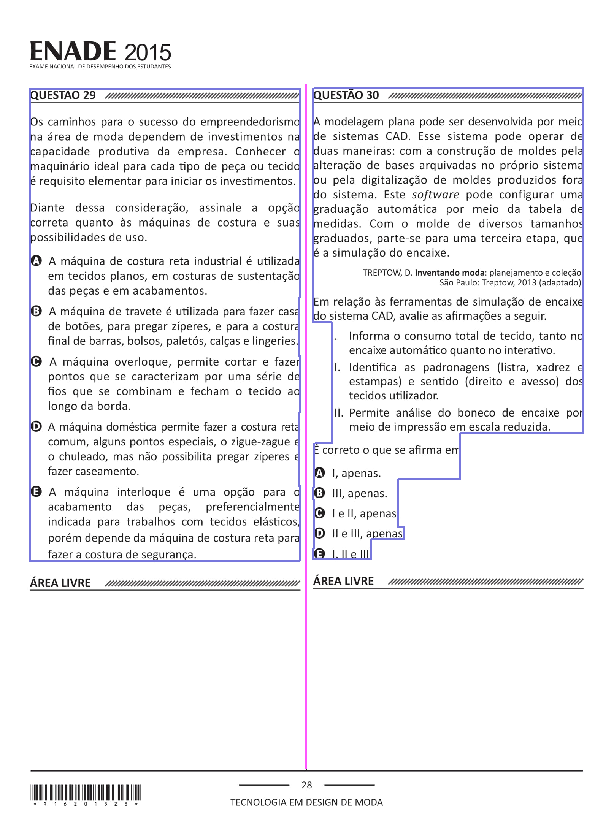 ENADE 2015
EXAME NACIONAL DE DESEMPENHO DOS ESTUDANTES
QUESTÃO 29
Os caminhos para o sucesso do empreendedorismo
na área de moda dependem de investimentos na
capacidade produtiva da empresa. Conhecer o
maquinário ideal para cada tipo de peça ou tecido
é requisito elementar para iniciar os investimentos.
Diante dessa consideração, assinale a opção
correta quanto às máquinas de costura e suas
possibilidades de uso.
A A máquina de costura reta industrial é utilizada
em tecidos planos, em costuras de sustentação
das peças e em acabamentos.
B A máquina de travete é utilizada para fazer casa
de botões, para pregar zíperes, e para a costura
final de barras, bolsos, paletós, calças e lingeries.
C A máquina overloque, permite cortar e fazer
pontos que se caracterizam por uma série de
fios que se combinam e fecham o tecido ao
longo da borda.
D A máquina doméstica permite fazer a costura reta
comum, alguns pontos especiais, o zigue-zague e
o chuleado, mas não possibilita pregar zíperes e
fazer caseamento.
E A máquina interloque é uma opção para o
acabamento das peças, preferencialmente
indicada para trabalhos com tecidos elásticos,
porém depende da máquina de costura reta para
fazer a costura de segurança.
ÁREA LIVRE
QUESTÃO 30
A modelagem plana pode ser desenvolvida por meio
de sistemas CAD. Esse sistema pode operar de
duas maneiras: com a construção de moldes pela
alteração de bases arquivadas no próprio sistema
ou pela digitalização de moldes produzidos fora
do sistema. Este software pode configurar uma
graduação automática por meio da tabela de
medidas. Com o molde de diversos tamanhos
graduados, parte-se para uma terceira etapa, que
é a simulação do encaixe.
TREPTOW, D. Inventando moda: planejamento e coleção.
São Paulo: Treptow, 2013 (adaptado).
Em relação às ferramentas de simulação de encaixe
do sistema CAD, avalie as afirmações a seguir.
I. Informa o consumo total de tecido, tanto no
encaixe automático quanto no interativo.
II. Identifica as padronagens (listra, xadrez e
estampas) e sentido (direito e avesso) dos
tecidos utilizador.
III. Permite análise do boneco de encaixe por
meio de impressão em escala reduzida.
É correto o que se afirma em
A I, apenas.
B III, apenas.
C I e II, apenas.
D II e III, apenas.
E I, II e III.
ÁREA LIVRE
28
TECNOLOGIA EM DESIGN DE MODA